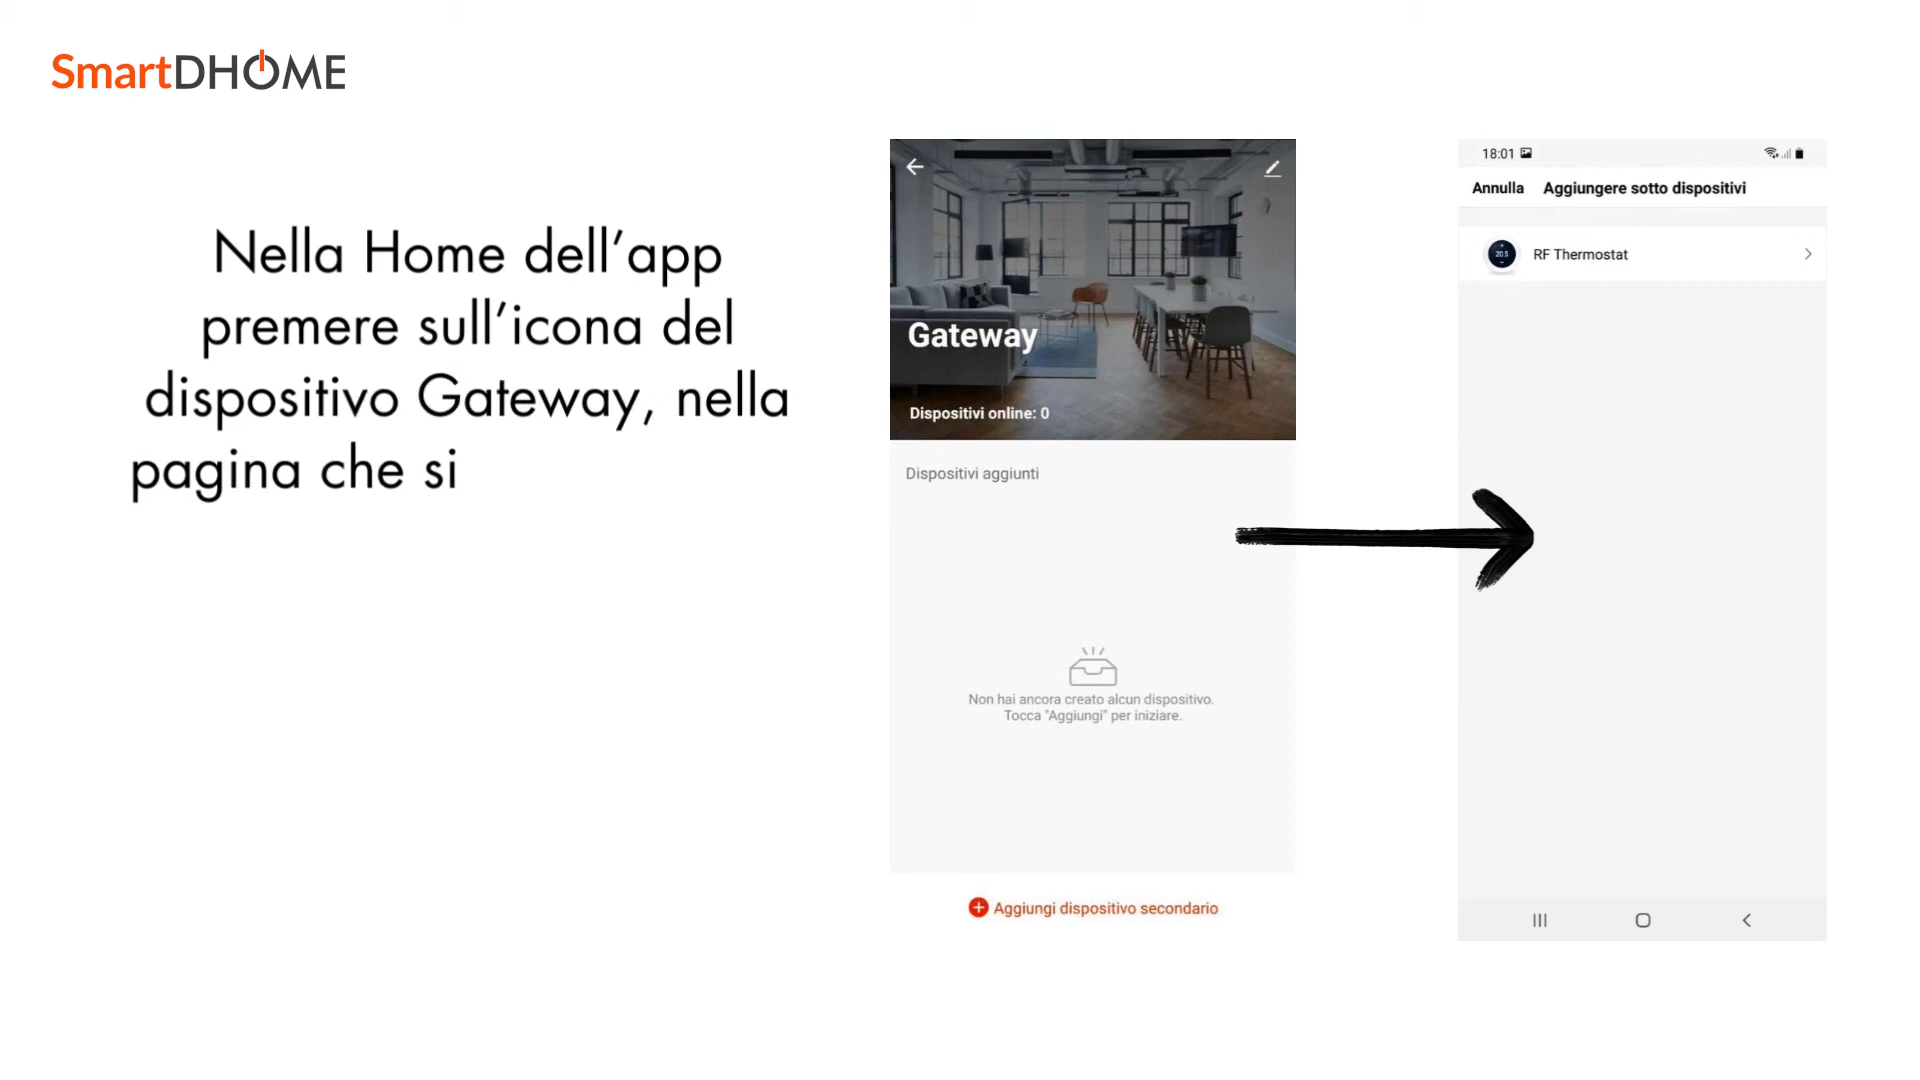 SmartDHOME
Nella Home dell’app
premere sull’icona del
dispositivo Gateway, nella
pagina che si
Gateway
Dispositivi online: 0
Dispositivi aggiunti
Non hai ancora creato alcun dispositivo.
Tocca "Aggiungi" per iniziare.
Aggiungi dispositivo secondario
18:01
Annulla Aggiungere sotto dispositivi
20.5
RF Thermostat